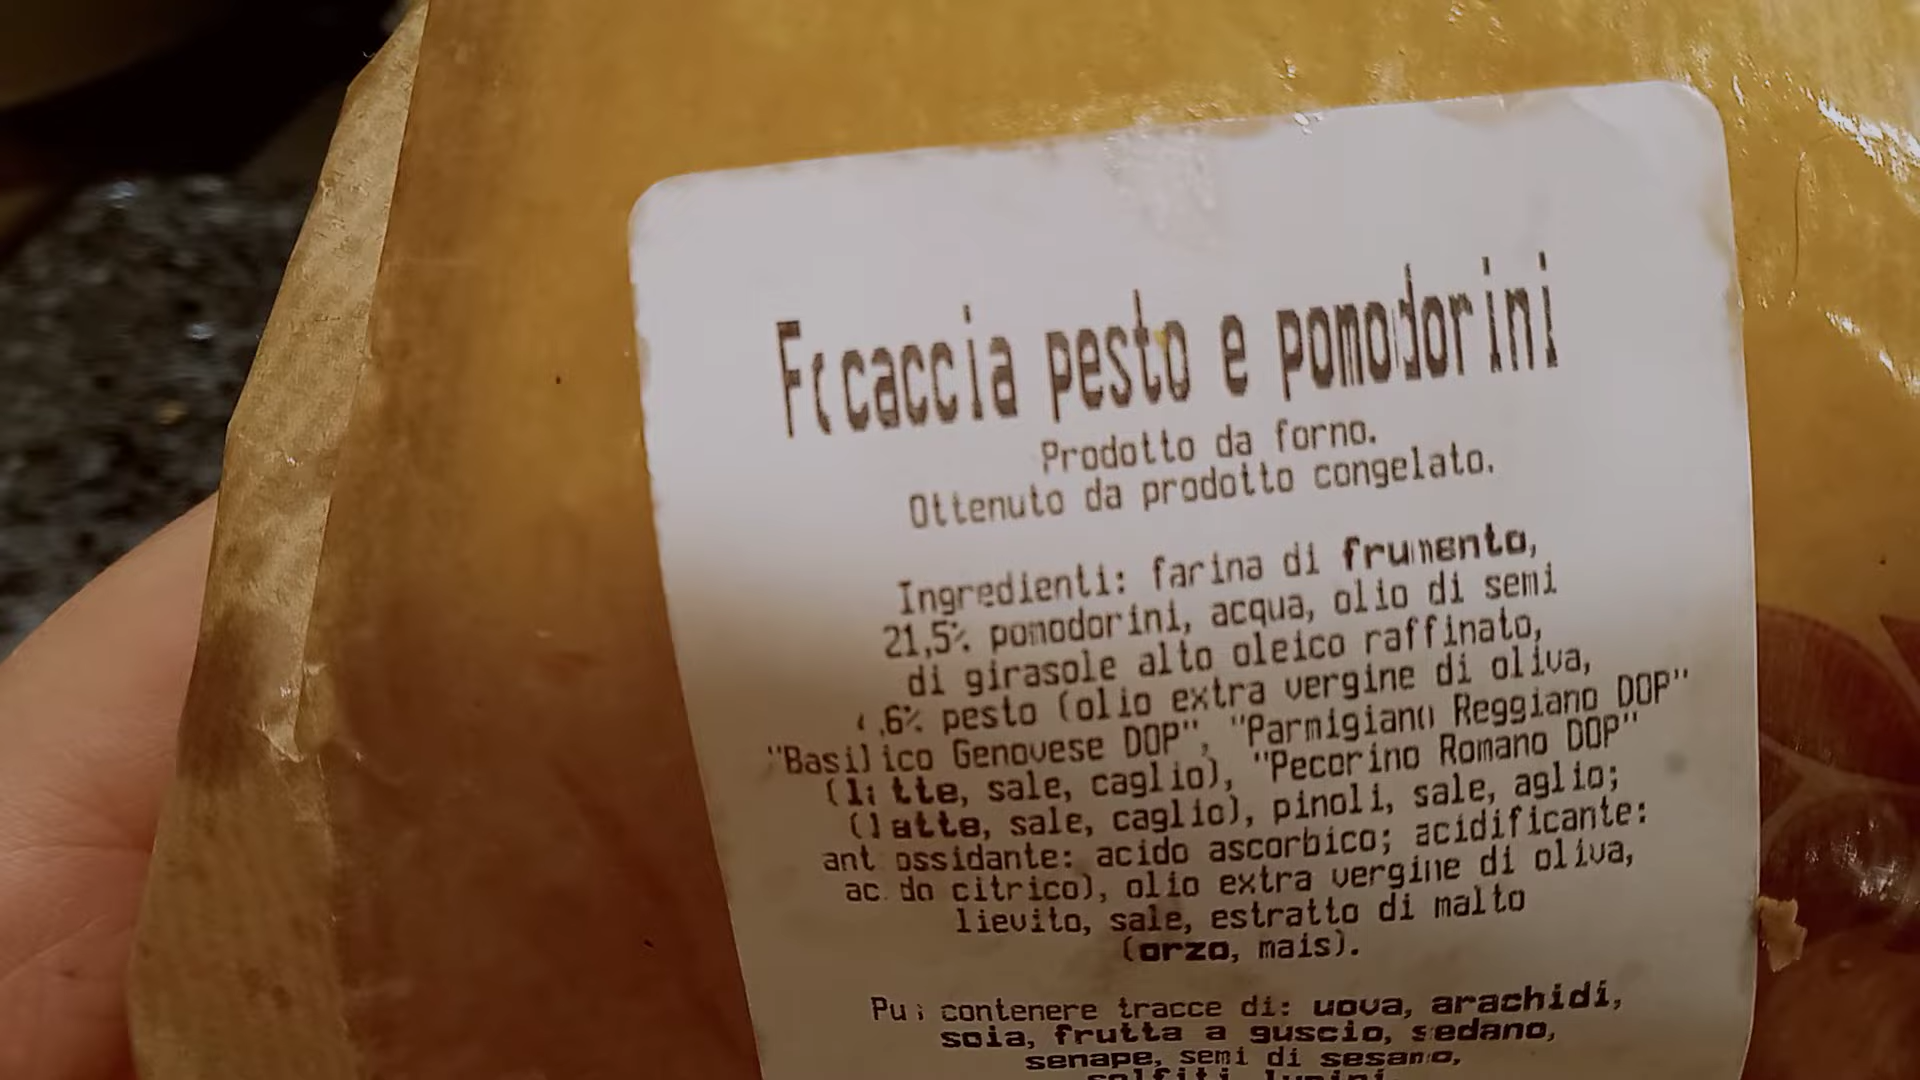 Focaccia pesto e pomodorini
Prodotto da forno.
Ottenuto da prodotto congelato.
Ingredienti: farina di frumento,
21,5% pomodorini, acqua, olio di semi
di girasole alto oleico raffinato,
pesto (olio extra vergine di oliva,
"Basilico Genovese DOP", "Parmigiano Reggiano DOP"
(latte, sale, caglio), "Pecorino Romano DOP"
(latte, sale, caglio), pinoli, sale, aglio;
antiossidante: acido ascorbico; acidificante:
acido citrico), olio extra vergine di oliva,
lievito, sale, estratto di malto
(orzo, mais).
Può contenere tracce di: uova, arachidi,
soia, frutta a guscio, sedano,
senape, semi di sesamo,
solfiti, lupini.